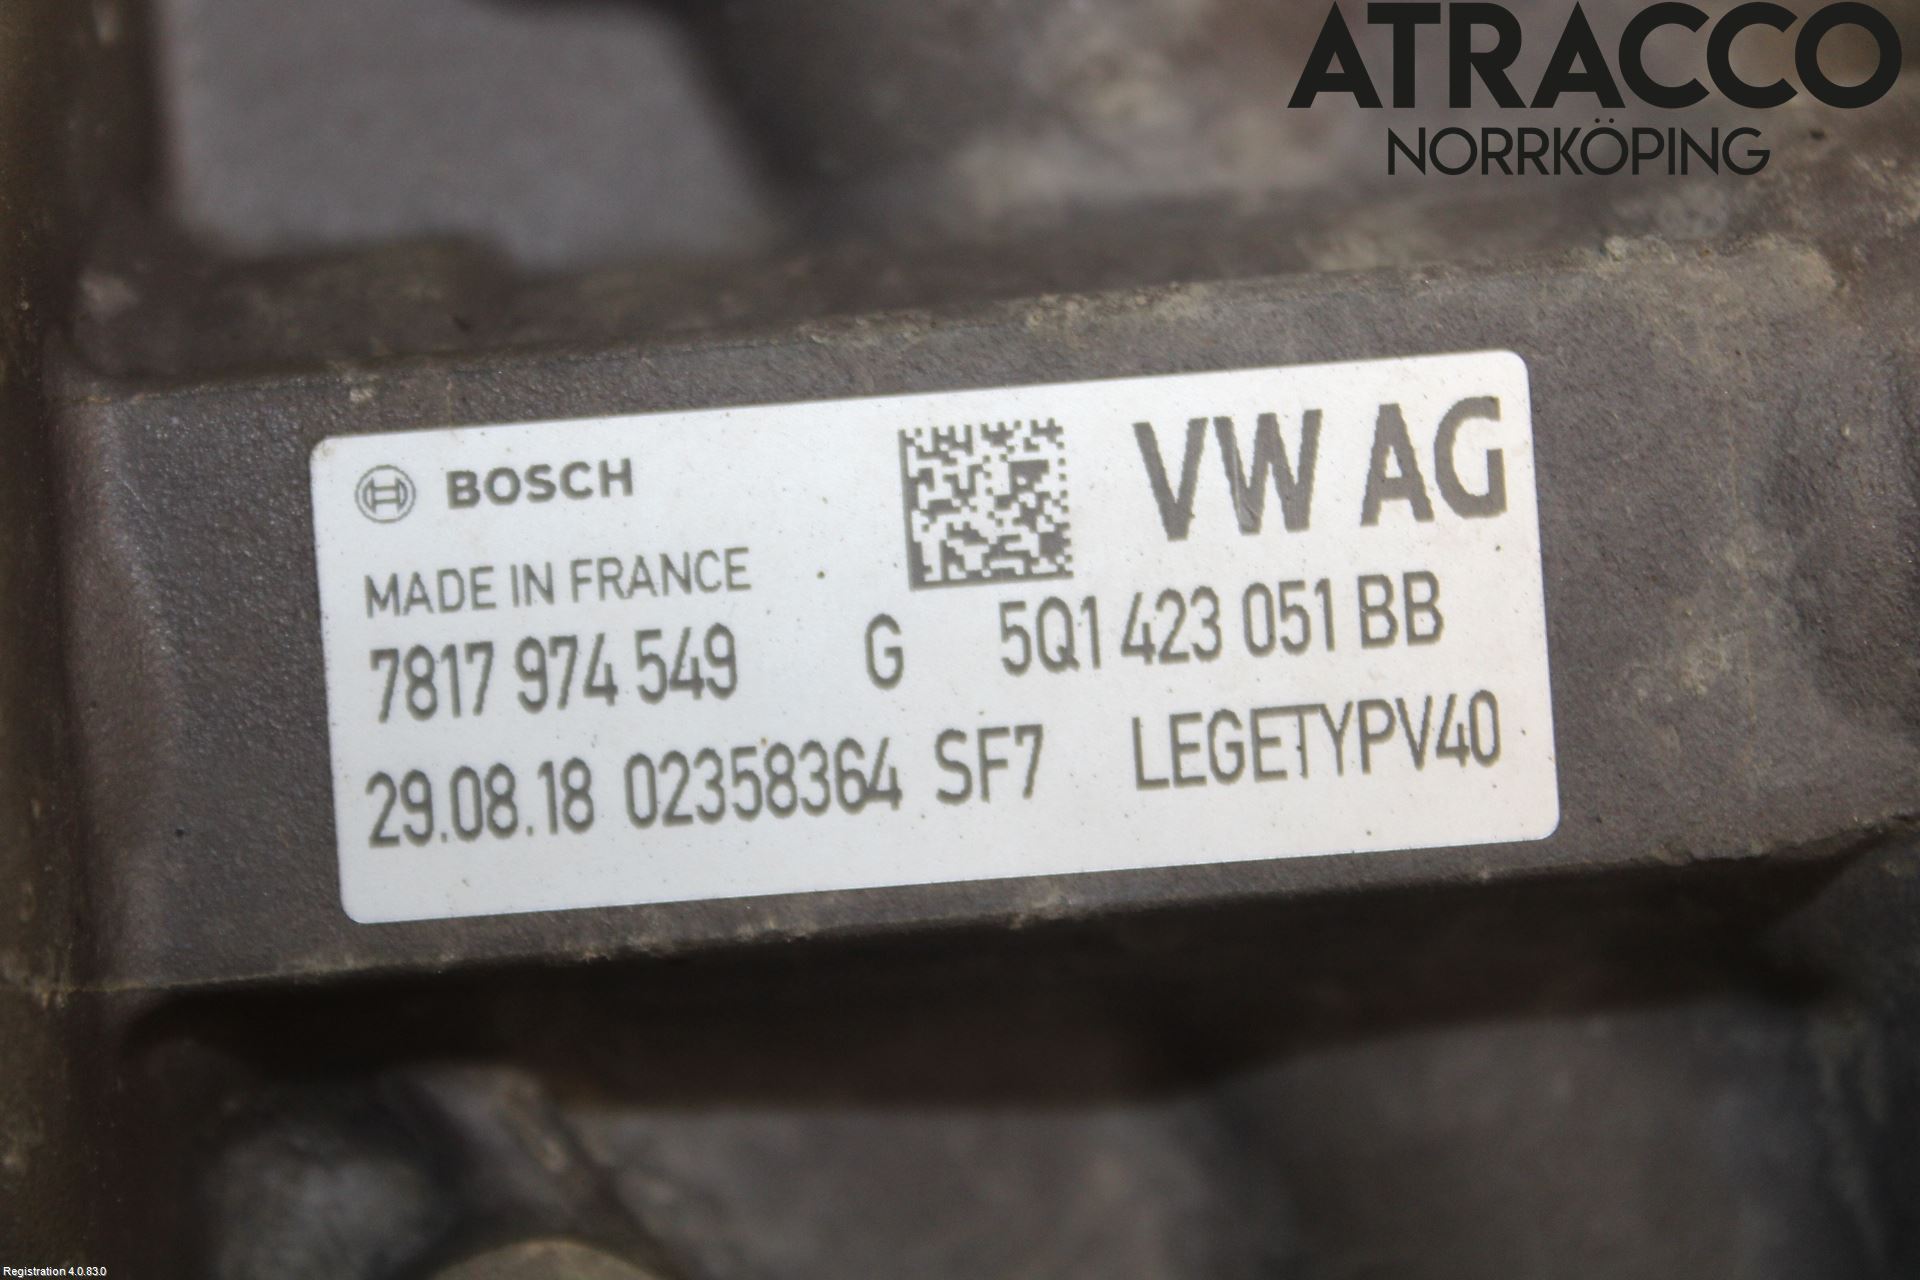 ATRACCO
NORRKÖPING
BOSCH
VW AG
MADE IN FRANCE
7817 974 549 G 5Q1 423 051 BB
29.08.18 02358364 SF7 LEGETYPV40
Registration 4.0.83.0